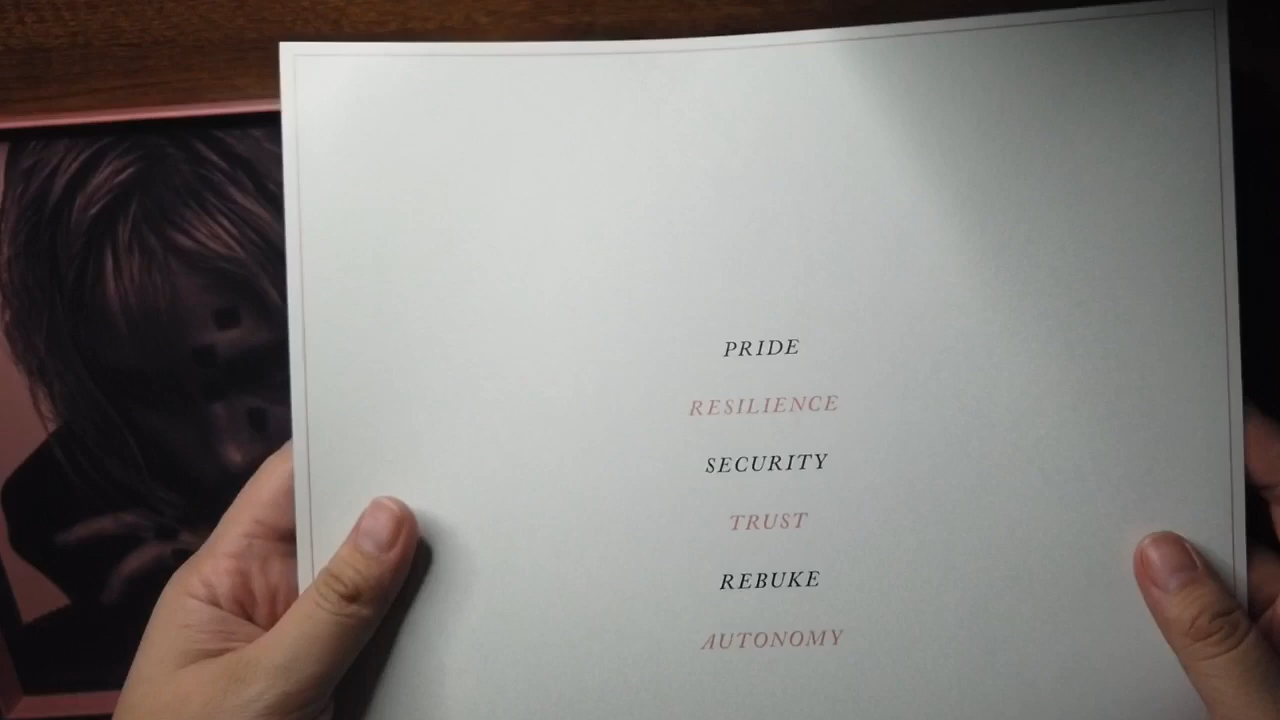 PRIDE
RESILIENCE
SECURITY
TRUST
REBUKE
AUTONOMY